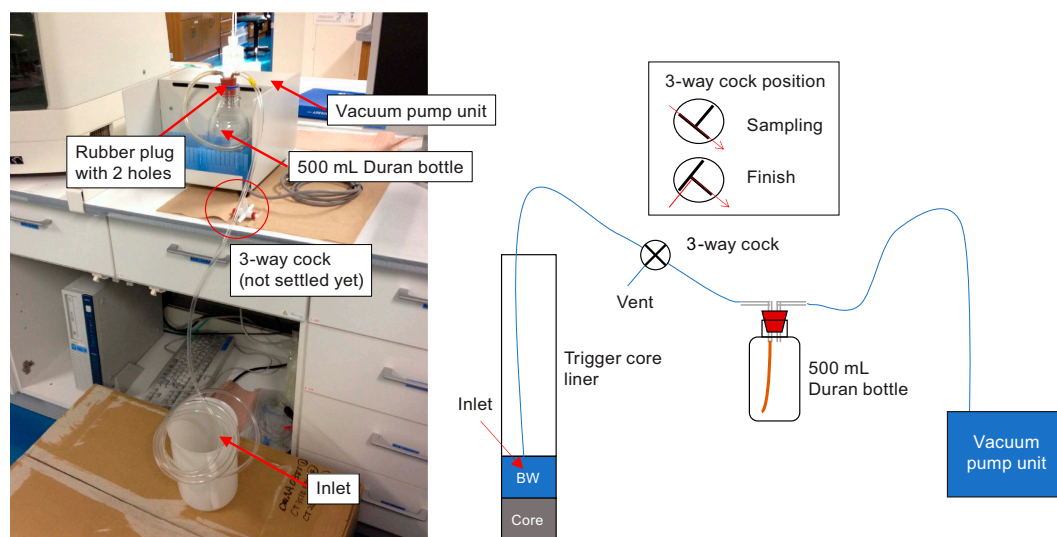 Vacuum pump unit
Rubber plug
with 2 holes
500 mL Duran bottle
3-way cock
(not settled yet)
Inlet
3-way cock position
Sampling
Finish
3-way cock
Vent
Trigger core
liner
Inlet
500 mL
Duran bottle
BW
Core
Vacuum
pump unit